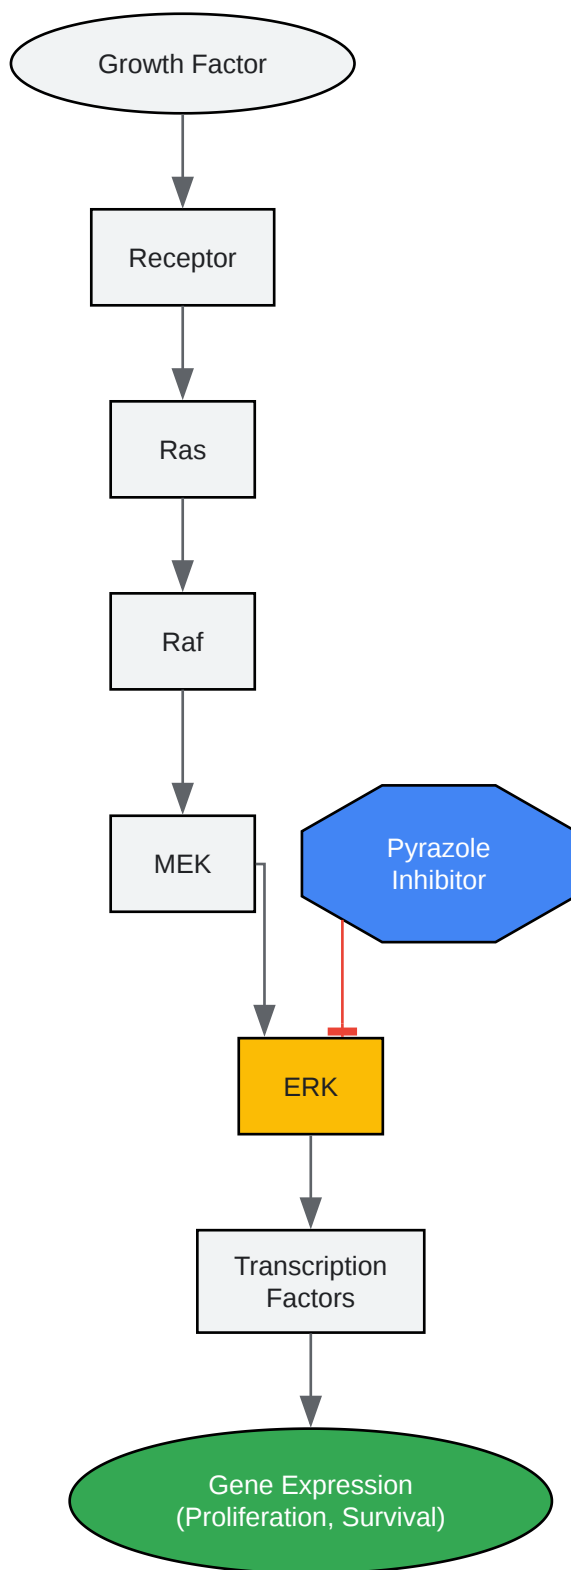 Growth Factor
Receptor
Ras
Raf
MEK
Pyrazole
Inhibitor
ERK
Transcription
Factors
Gene Expression
(Proliferation, Survival)